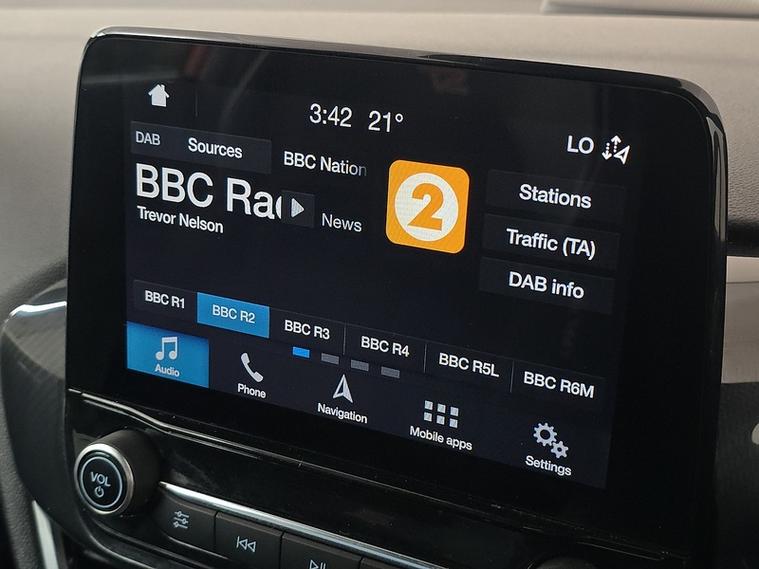 3:42 21°
LO
DAB Sources
BBC Nation
BBC Rad
Trevor Nelson
News
2
Stations
Traffic (TA)
DAB info
BBC R1 BBC R2 BBC R3 BBC R4 BBC R5L BBC R6M
Audio Phone Navigation Mobile apps Settings
VOL